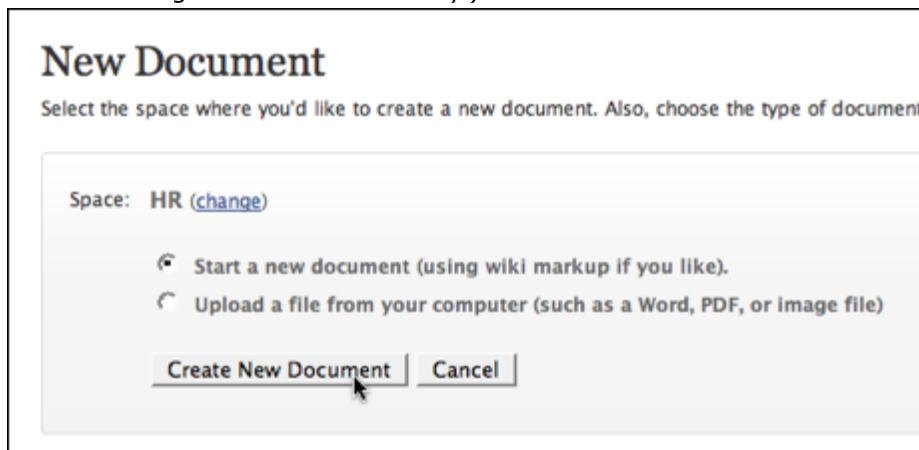 New Document
Select the space where you'd like to create a new document. Also, choose the type of document
Space: HR (change)
Start a new document (using wiki markup if you like).
Upload a file from your computer (such as a Word, PDF, or image file)
Create New Document Cancel